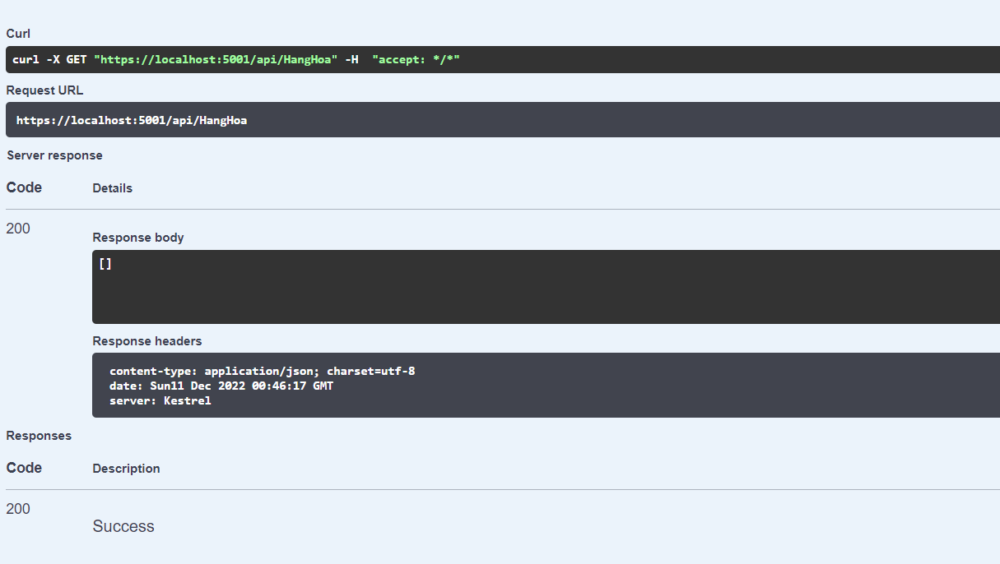 Curl
curl -X GET "https://localhost:5001/api/HangHoa" -H  "accept: */*"
Request URL
https://localhost:5001/api/HangHoa
Server response
Code Details
200
Response body
[]
Response headers
content-type: application/json; charset=utf-8
date: Sun11 Dec 2022 00:46:17 GMT
server: Kestrel
Responses
Code Description
200
Success